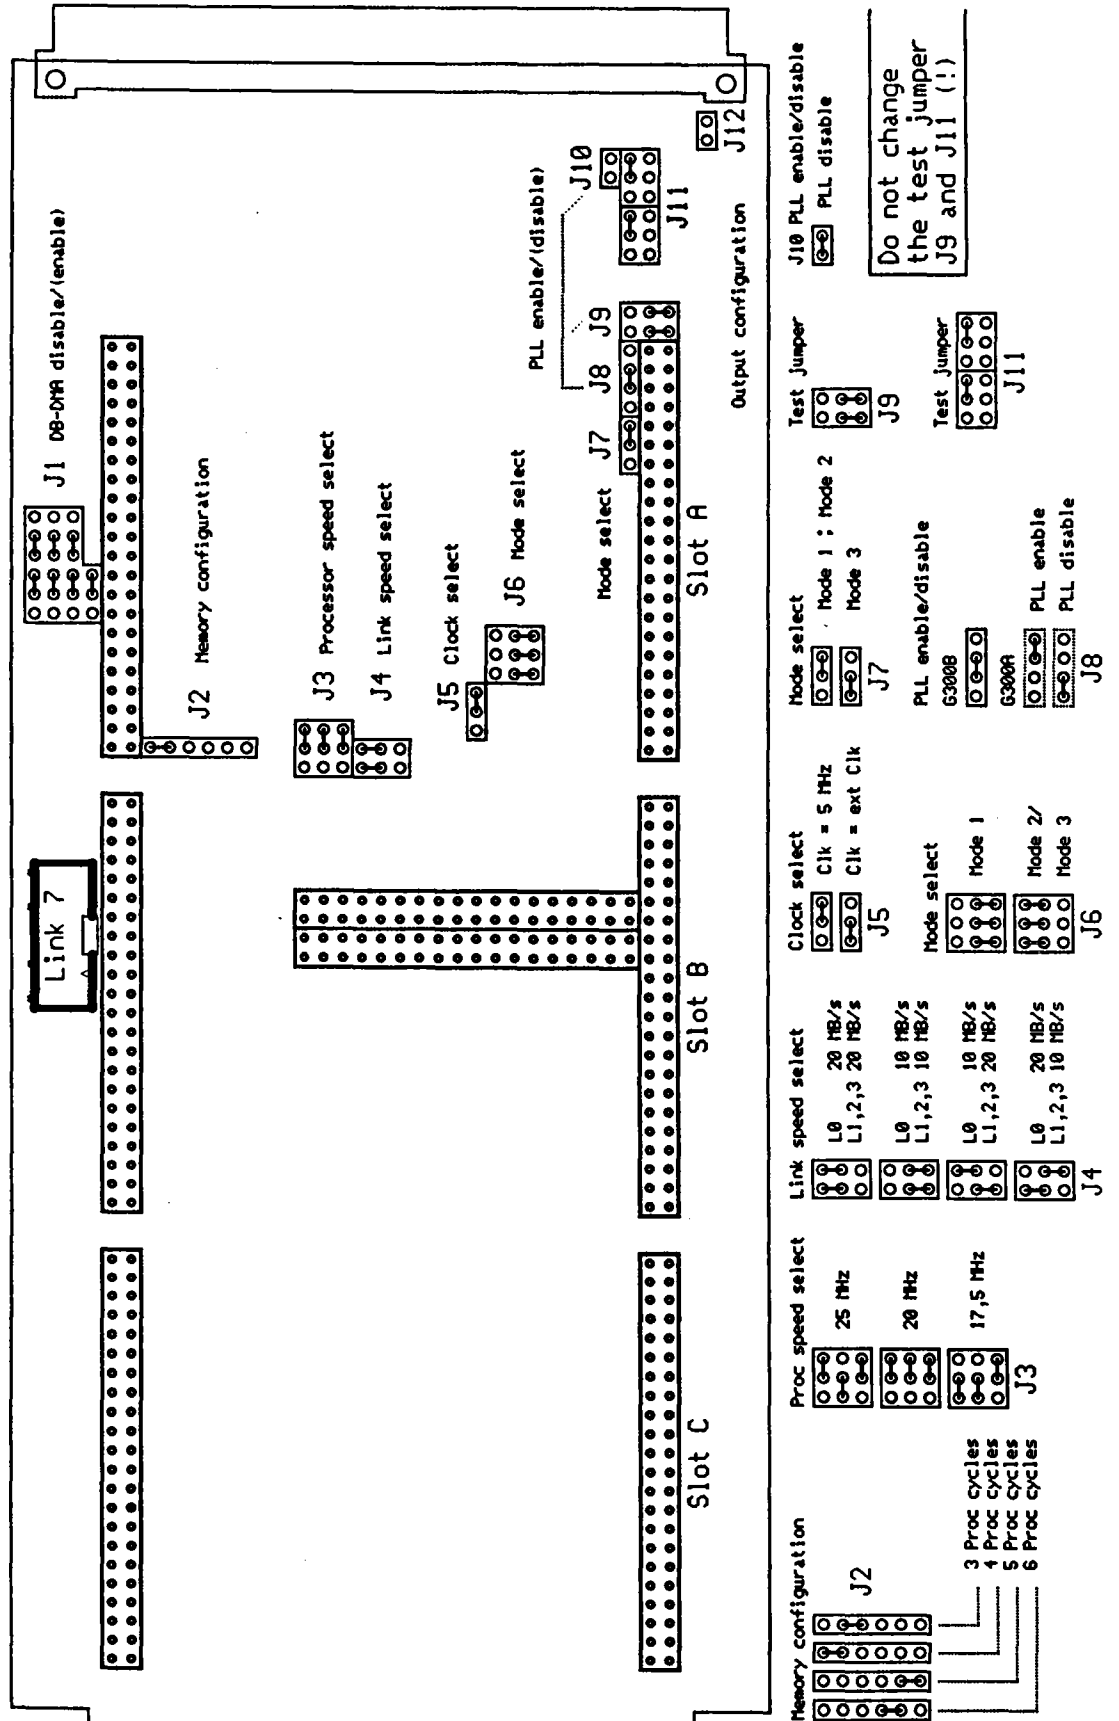 Link 7
J1 DB-DMA disable/(enable)
J2 Memory configuration
J3 Processor speed select
J4 Link speed select
J5 Clock select
J6 Mode select
PLL enable/(disable)
Mode select
J7
J8
J9
J10
J11
J12
Output configuration
Slot C
Slot B
Slot A
Memory configuration
J2
3 Proc cycles
4 Proc cycles
5 Proc cycles
6 Proc cycles
Proc speed select
25 MHz
20 MHz
17,5 MHz
J3
Link speed select
L0 20 MB/s
L1,2,3 20 MB/s
L0 10 MB/s
L1,2,3 10 MB/s
L0 10 MB/s
L1,2,3 20 MB/s
L0 20 MB/s
L1,2,3 10 MB/s
J4
Clock select
Clk = 5 MHz
Clk = ext Clk
J5
Mode select
Mode 1
Mode 2/
Mode 3
J6
Mode select
Mode 1 ; Mode 2
Mode 3
J7
PLL enable/disable
G300B
G300A
PLL enable
PLL disable
J8
Test jumper
J9
Test jumper
J11
J10 PLL enable/disable
PLL disable
Do not change
the test jumper
J9 and J11 (!)